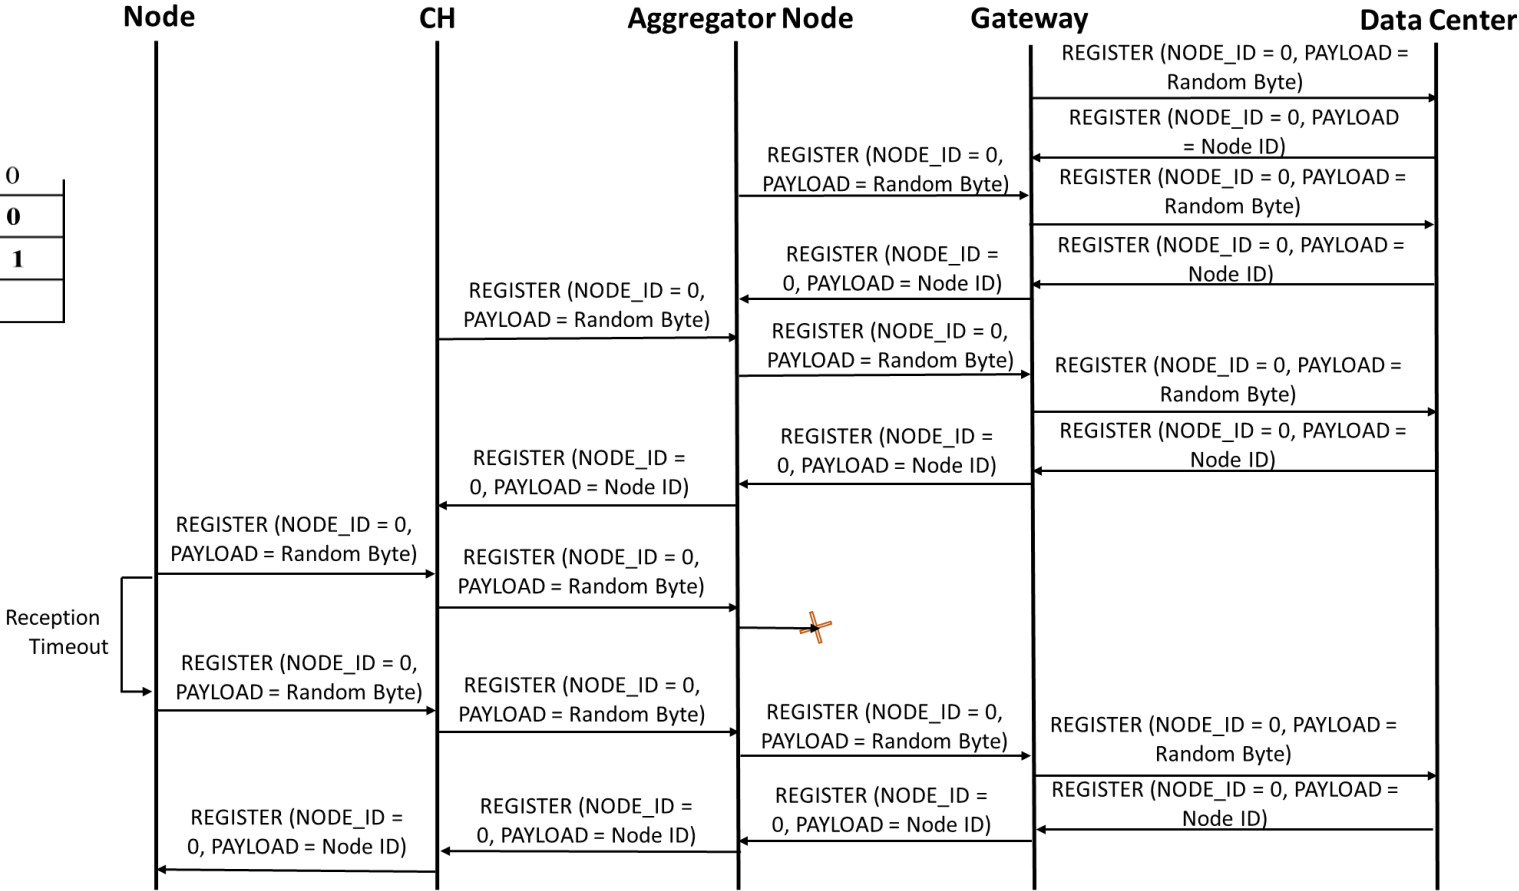 Node
CH
Aggregator Node
Gateway
Data Center
REGISTER (NODE_ID = 0, PAYLOAD =
Random Byte)
REGISTER (NODE_ID = 0, PAYLOAD
= Node ID)
REGISTER (NODE_ID = 0,
PAYLOAD = Random Byte)
REGISTER (NODE_ID = 0, PAYLOAD =
Random Byte)
0
0
1
REGISTER (NODE_ID =
0, PAYLOAD = Node ID)
REGISTER (NODE_ID = 0, PAYLOAD =
Node ID)
REGISTER (NODE_ID = 0,
PAYLOAD = Random Byte)
REGISTER (NODE_ID = 0,
PAYLOAD = Random Byte)
REGISTER (NODE_ID = 0, PAYLOAD =
Random Byte)
REGISTER (NODE_ID =
0, PAYLOAD = Node ID)
REGISTER (NODE_ID = 0, PAYLOAD =
Node ID)
REGISTER (NODE_ID =
0, PAYLOAD = Node ID)
REGISTER (NODE_ID = 0,
PAYLOAD = Random Byte)
REGISTER (NODE_ID = 0,
PAYLOAD = Random Byte)
Reception
Timeout
REGISTER (NODE_ID = 0,
PAYLOAD = Random Byte)
REGISTER (NODE_ID = 0,
PAYLOAD = Random Byte)
REGISTER (NODE_ID = 0,
PAYLOAD = Random Byte)
REGISTER (NODE_ID = 0, PAYLOAD =
Random Byte)
REGISTER (NODE_ID =
0, PAYLOAD = Node ID)
REGISTER (NODE_ID =
0, PAYLOAD = Node ID)
REGISTER (NODE_ID =
0, PAYLOAD = Node ID)
REGISTER (NODE_ID = 0, PAYLOAD =
Node ID)